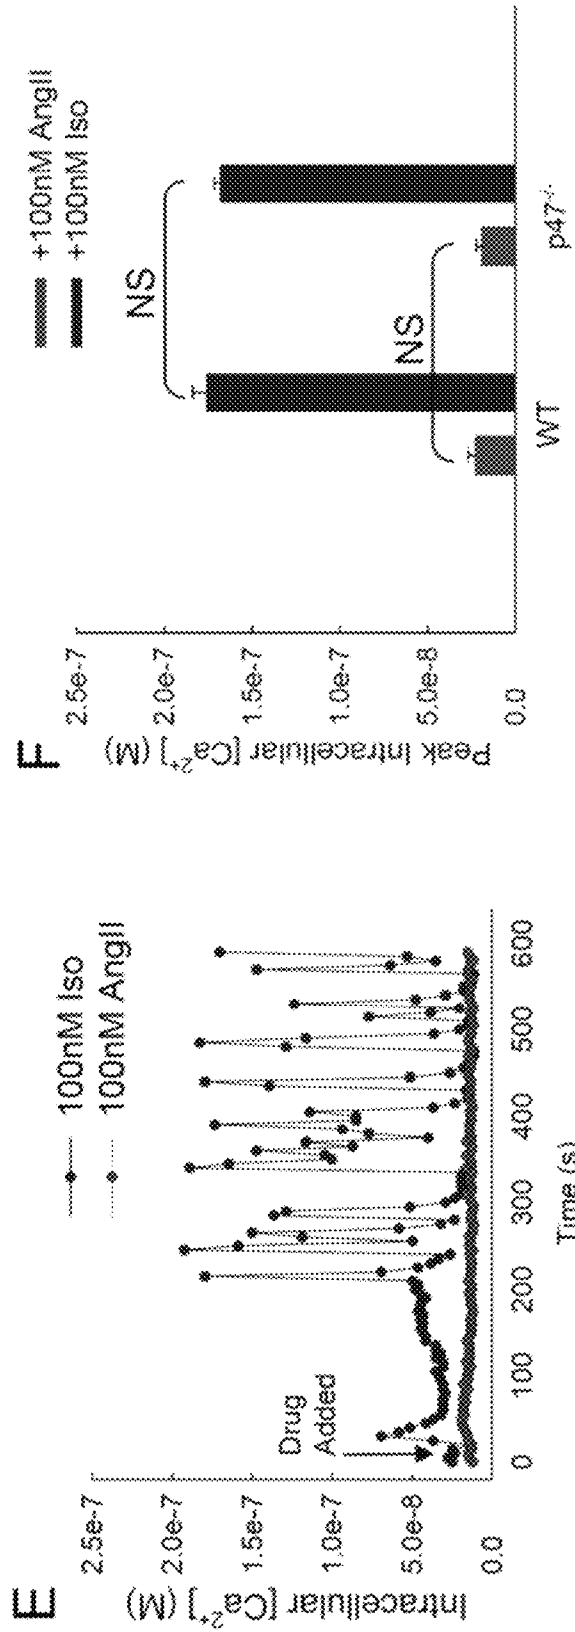 E
Intracellular [Ca²⁺] (M)
2.5e-7
2.0e-7
1.5e-7
1.0e-7
5.0e-8
0.0
100nM Iso
100nM AngII
Drug
Added
0 100 200 300 400 500 600
Time (s)
F
Peak Intracellular [Ca²⁺] (M)
2.5e-7
2.0e-7
1.5e-7
1.0e-7
5.0e-8
0.0
+100nM AngII
+100nM Iso
NS
NS
WT p47⁻/⁻